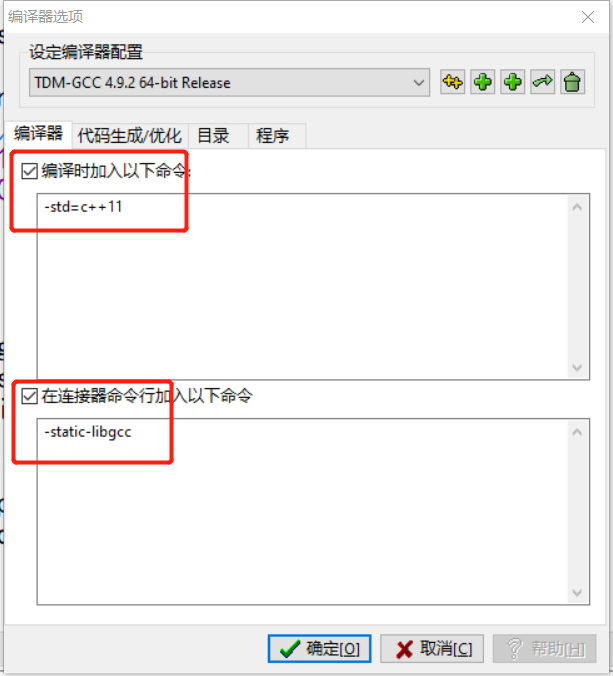 编译器选项
设定编译器配置
TDM-GCC 4.9.2 64-bit Release
编译器 代码生成/优化 目录 程序
编译时加入以下命令:
-std=c++11
在连接器命令行加入以下命令
-static-libgcc
确定[O] 取消[C] 帮助[H]